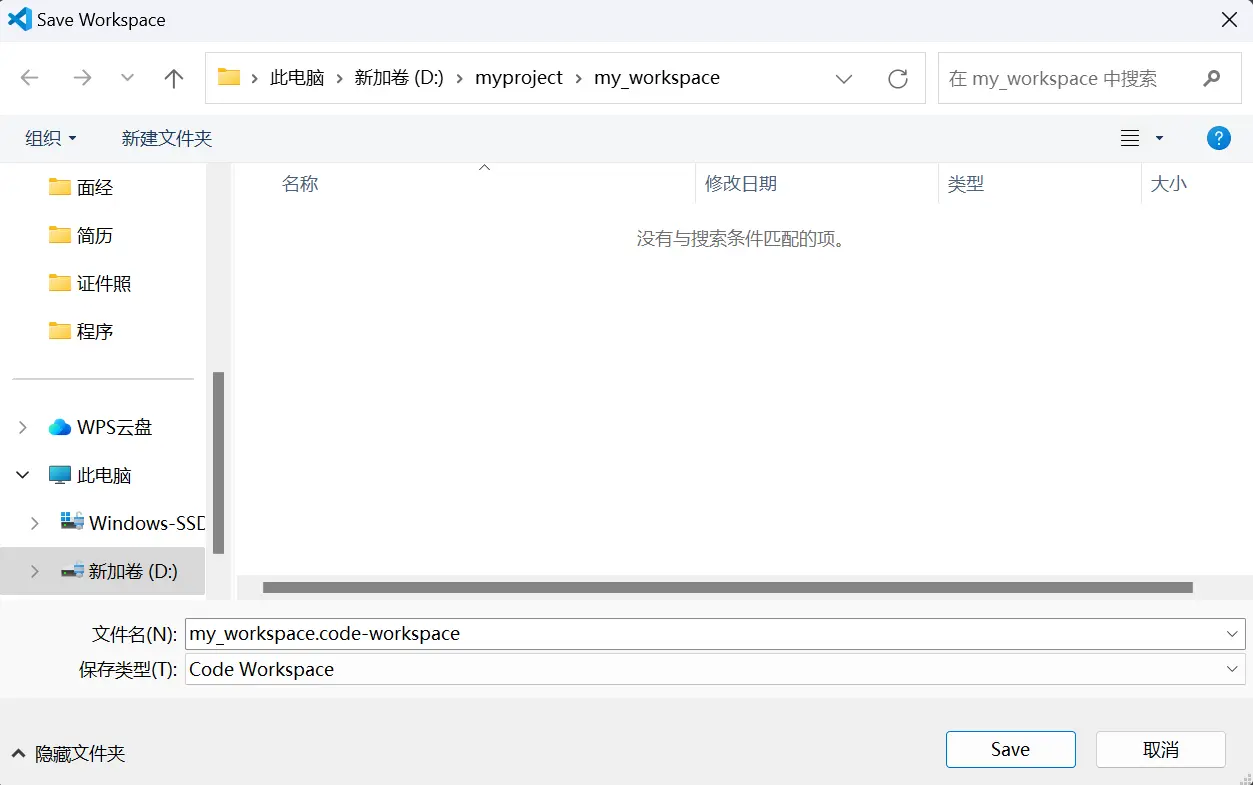 Save Workspace
此电脑 新加卷 (D:) myproject my_workspace
在 my_workspace 中搜索
组织 新建文件夹
?
名称 修改日期 类型 大小
没有与搜索条件匹配的项。
面经
简历
证件照
程序
WPS云盘
此电脑
Windows-SSD
新加卷 (D:)
文件名(N): my_workspace.code-workspace
保存类型(T): Code Workspace
隐藏文件夹
Save 取消